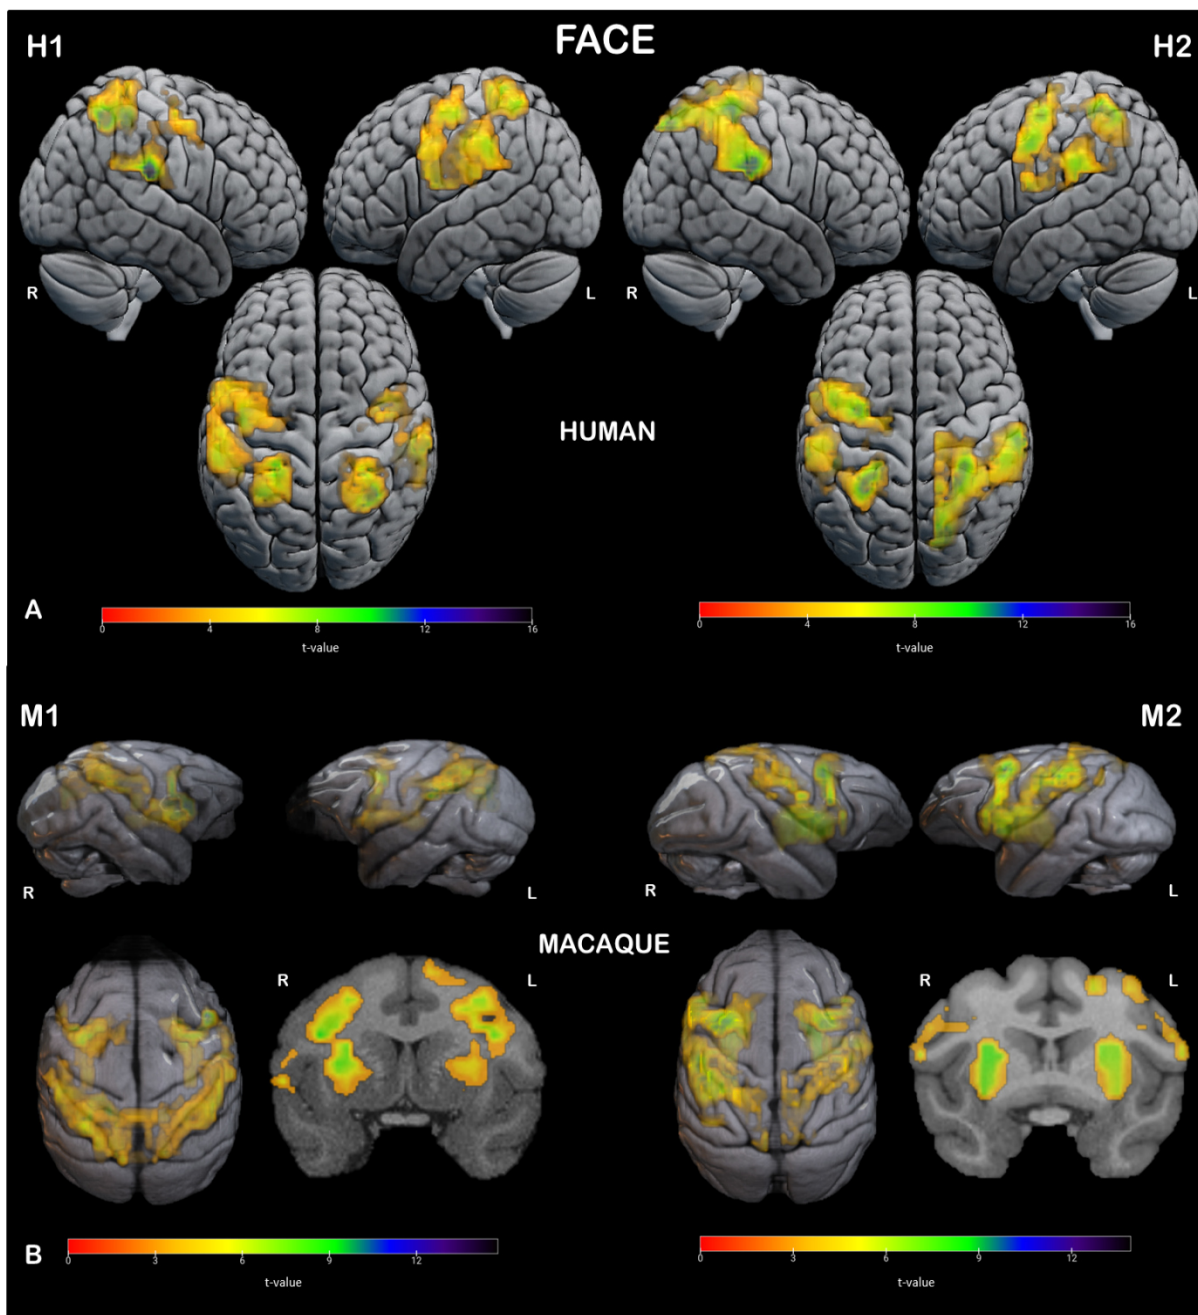 FACE
H1
H2
R
L
R
L
HUMAN
A
0 4 8 12 16
t-value
0 4 8 12 16
t-value
M1
M2
R
L
R
L
MACAQUE
R
L
R
L
B
0 3 6 9 12
t-value
0 3 6 9 12
t-value